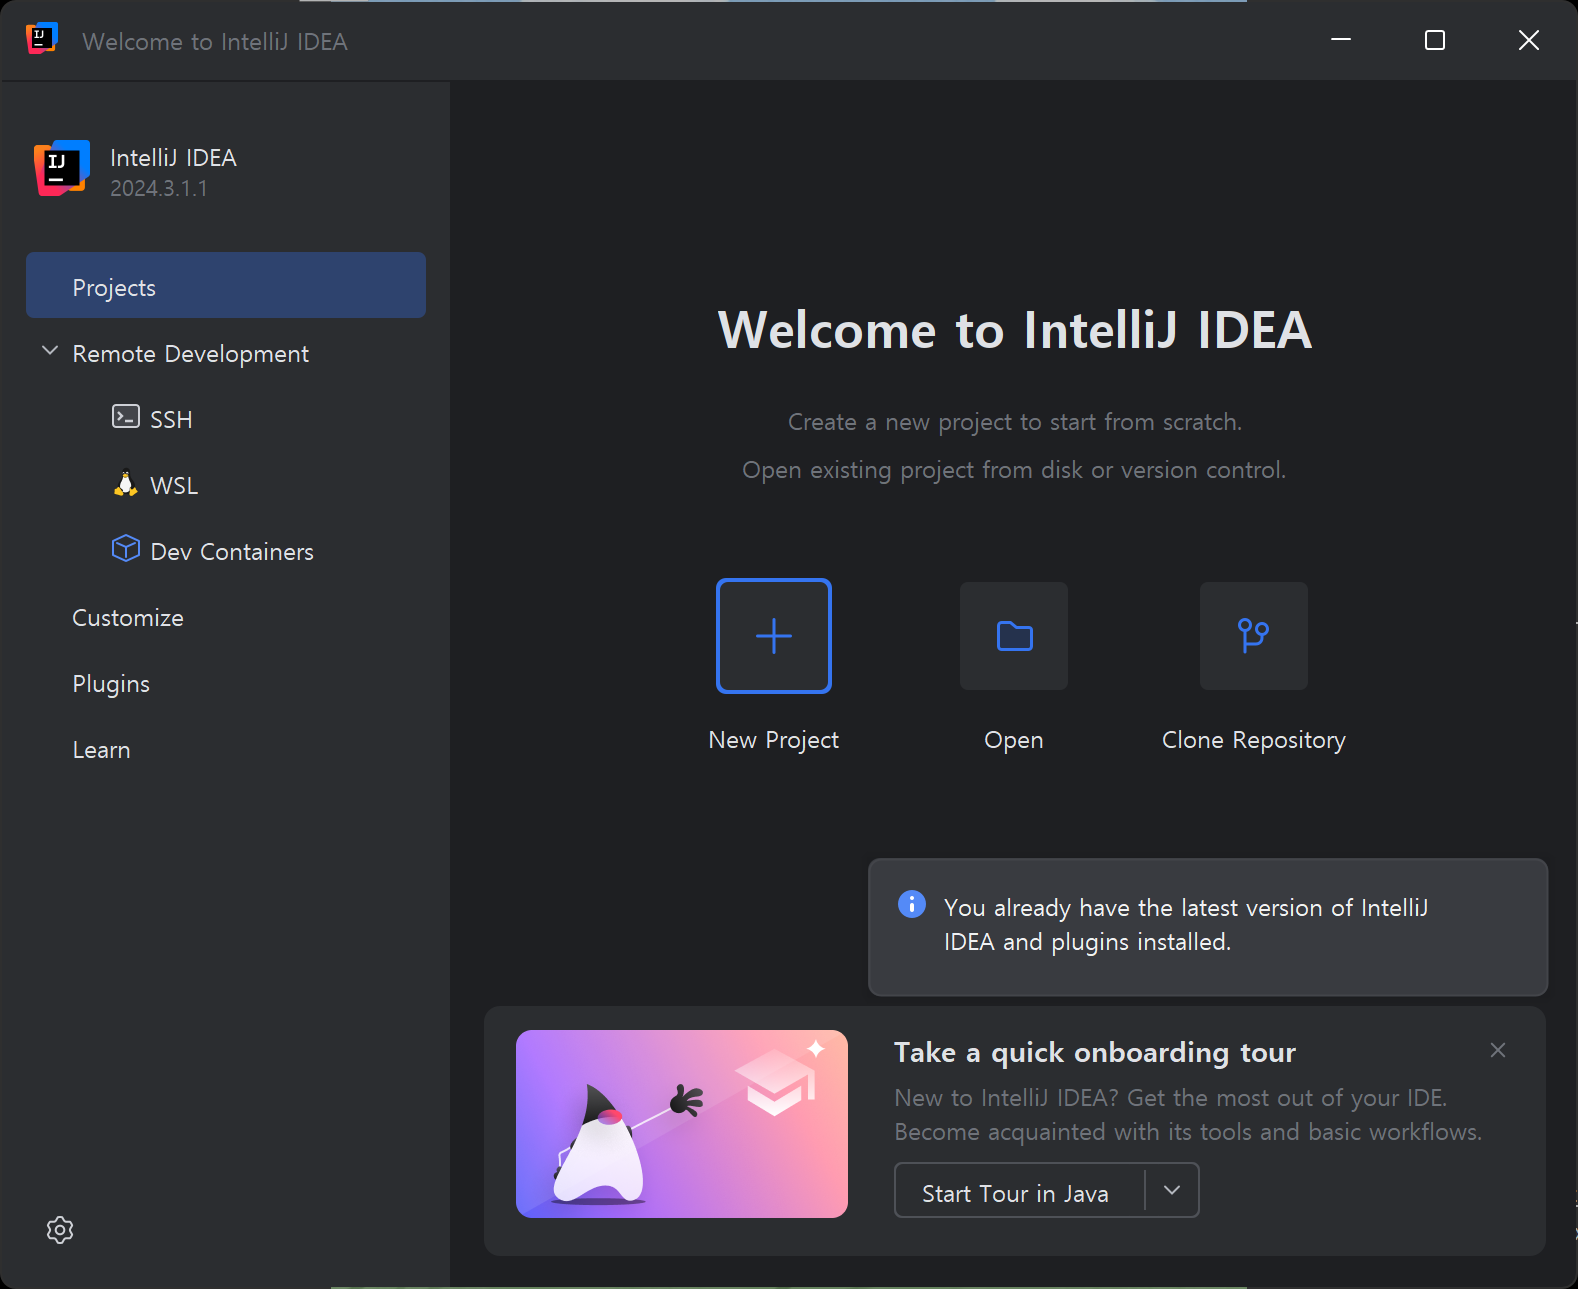 Welcome to IntelliJ IDEA
IntelliJ IDEA
2024.3.1.1
Projects
Remote Development
SSH
WSL
Dev Containers
Customize
Plugins
Learn
Welcome to IntelliJ IDEA
Create a new project to start from scratch.
Open existing project from disk or version control.
New Project
Open
Clone Repository
You already have the latest version of IntelliJ
IDEA and plugins installed.
Take a quick onboarding tour
New to IntelliJ IDEA? Get the most out of your IDE.
Become acquainted with its tools and basic workflows.
Start Tour in Java